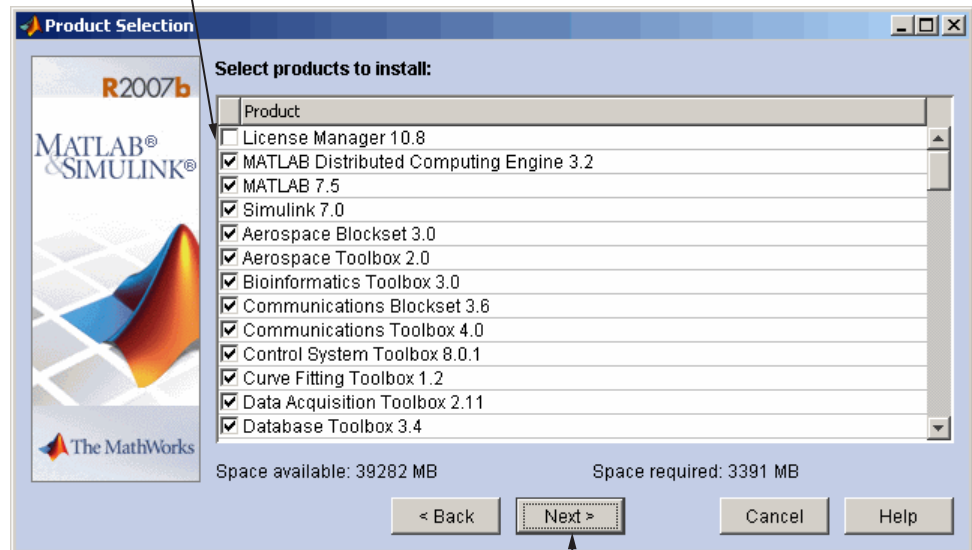 Product Selection
R2007b
MATLAB®
&SIMULINK®
The MathWorks
Select products to install:
Product
License Manager 10.8
MATLAB Distributed Computing Engine 3.2
MATLAB 7.5
Simulink 7.0
Aerospace Blockset 3.0
Aerospace Toolbox 2.0
Bioinformatics Toolbox 3.0
Communications Blockset 3.6
Communications Toolbox 4.0
Control System Toolbox 8.0.1
Curve Fitting Toolbox 1.2
Data Acquisition Toolbox 2.11
Database Toolbox 3.4
Space available: 39282 MB Space required: 3391 MB
< Back Next > Cancel Help